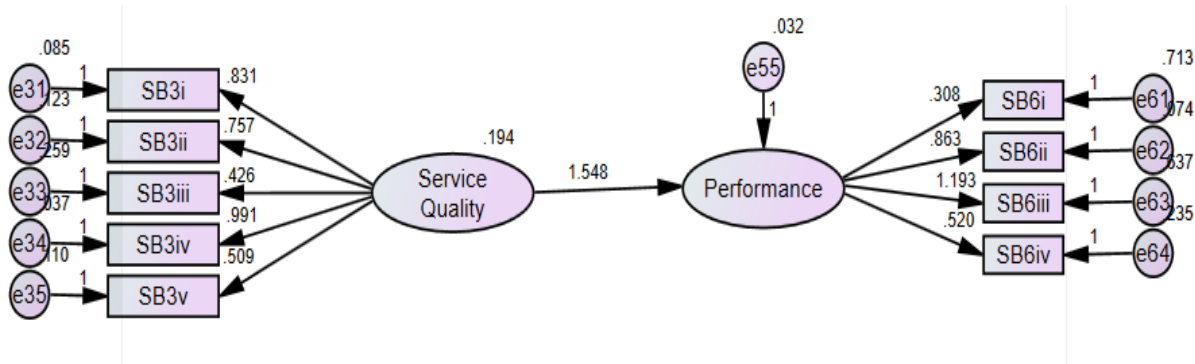 .085
e31
1
SB3i
.831
.123
e32
1
SB3ii
.757
.259
e33
1
SB3iii
.426
.037
e34
1
SB3iv
.991
.110
e35
1
SB3v
.509
.194
Service
Quality
1.548
.032
e55
1
Performance
.308
SB6i
1
.713
e61
.863
SB6ii
1
.074
e62
1.193
SB6iii
1
.637
e63
.520
SB6iv
1
.235
e64